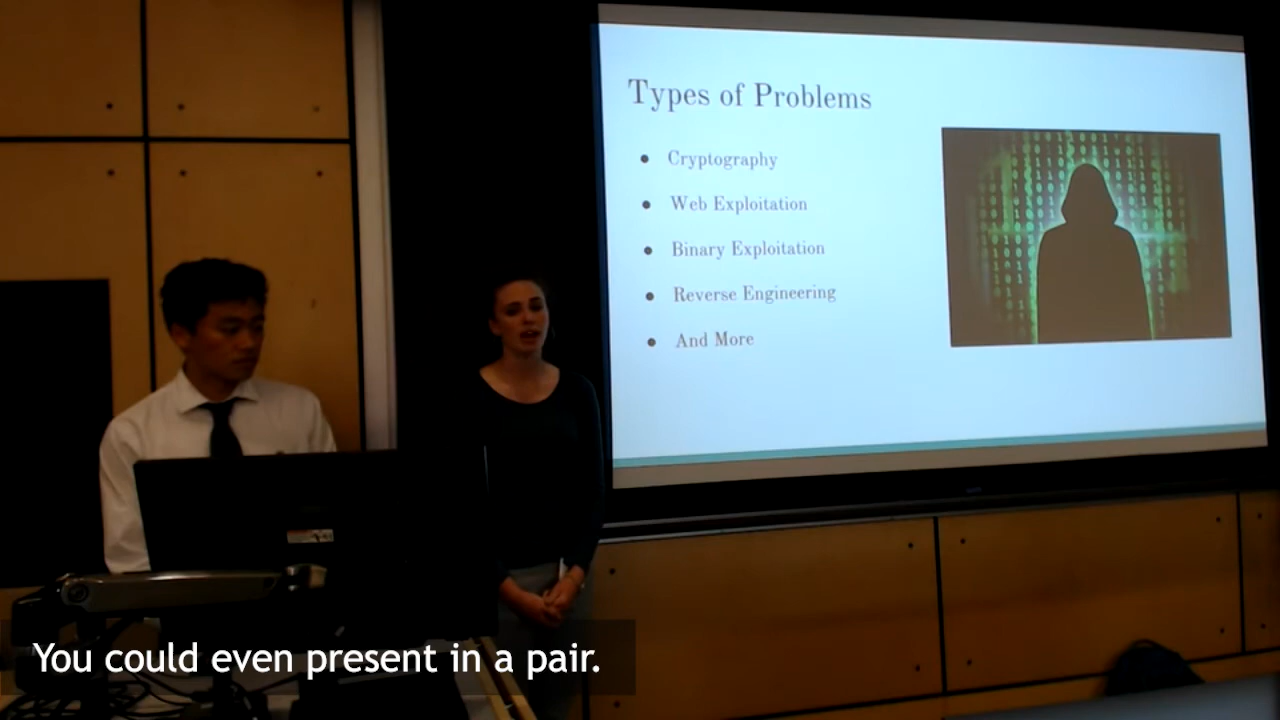 Types of Problems
● Cryptography
● Web Exploitation
● Binary Exploitation
● Reverse Engineering
● And More
You could even present in a pair.